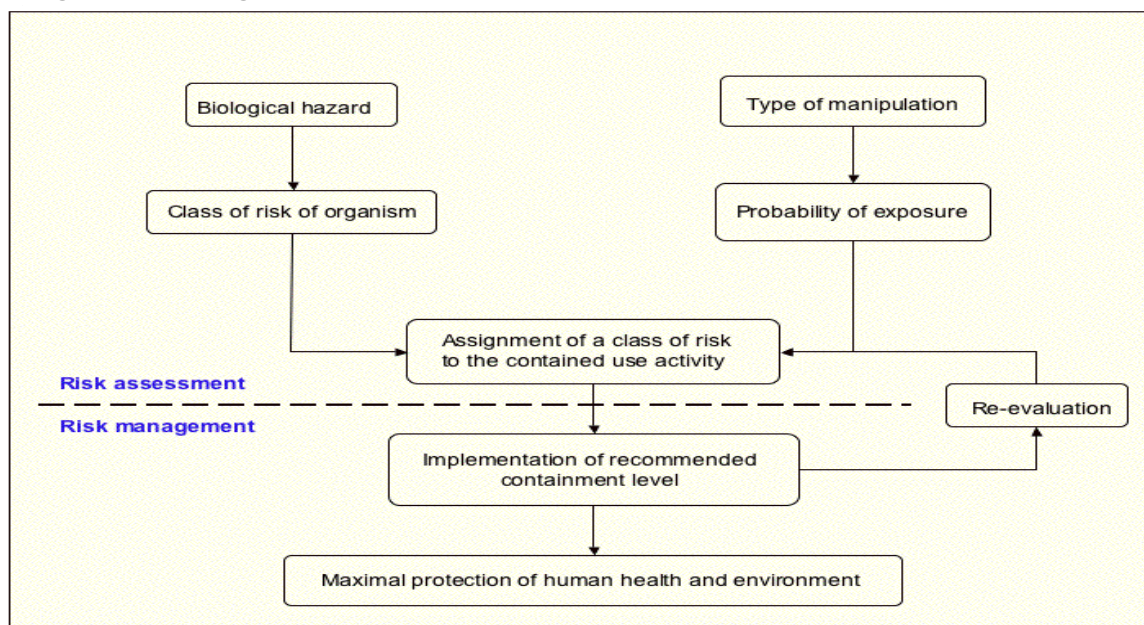 Biological hazard
Type of manipulation
Class of risk of organism
Probability of exposure
Assignment of a class of risk
to the contained use activity
Risk assessment
Risk management
Re-evaluation
Implementation of recommended
containment level
Maximal protection of human health and environment